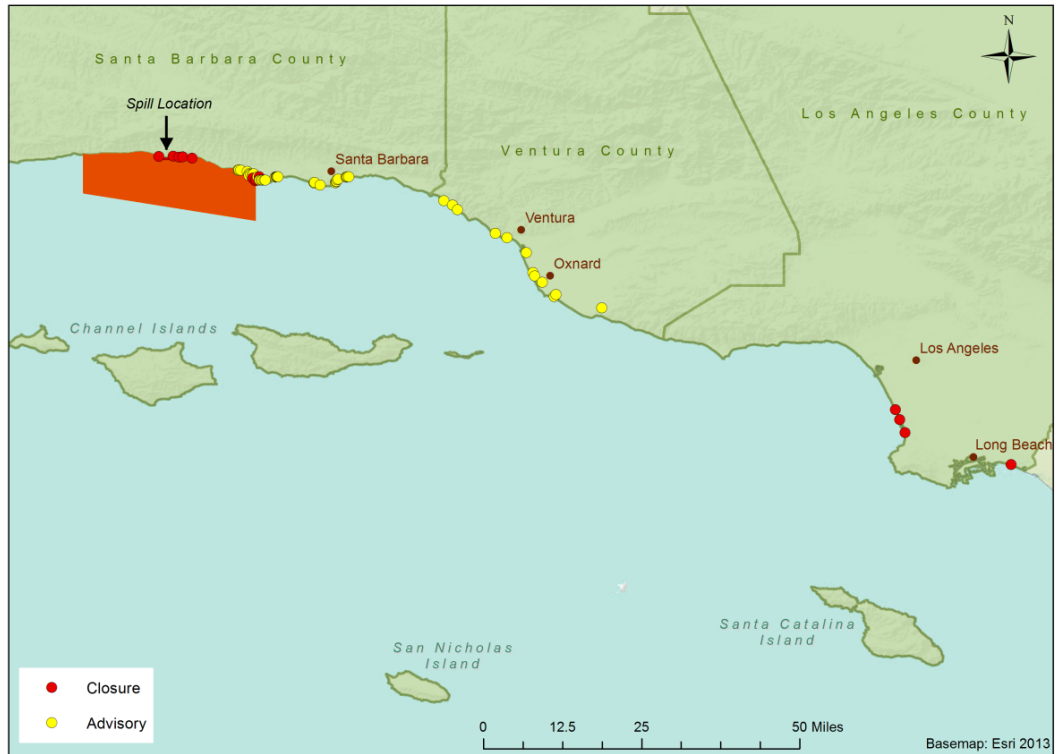 N
Santa Barbara County
Spill Location
Los Angeles County
Santa Barbara
Ventura County
Ventura
Oxnard
Channel Islands
Los Angeles
Long Beach
Santa Catalina
Island
San Nicholas
Island
Closure
Advisory
0 12.5 25 50 Miles
Basemap: Esri 2013